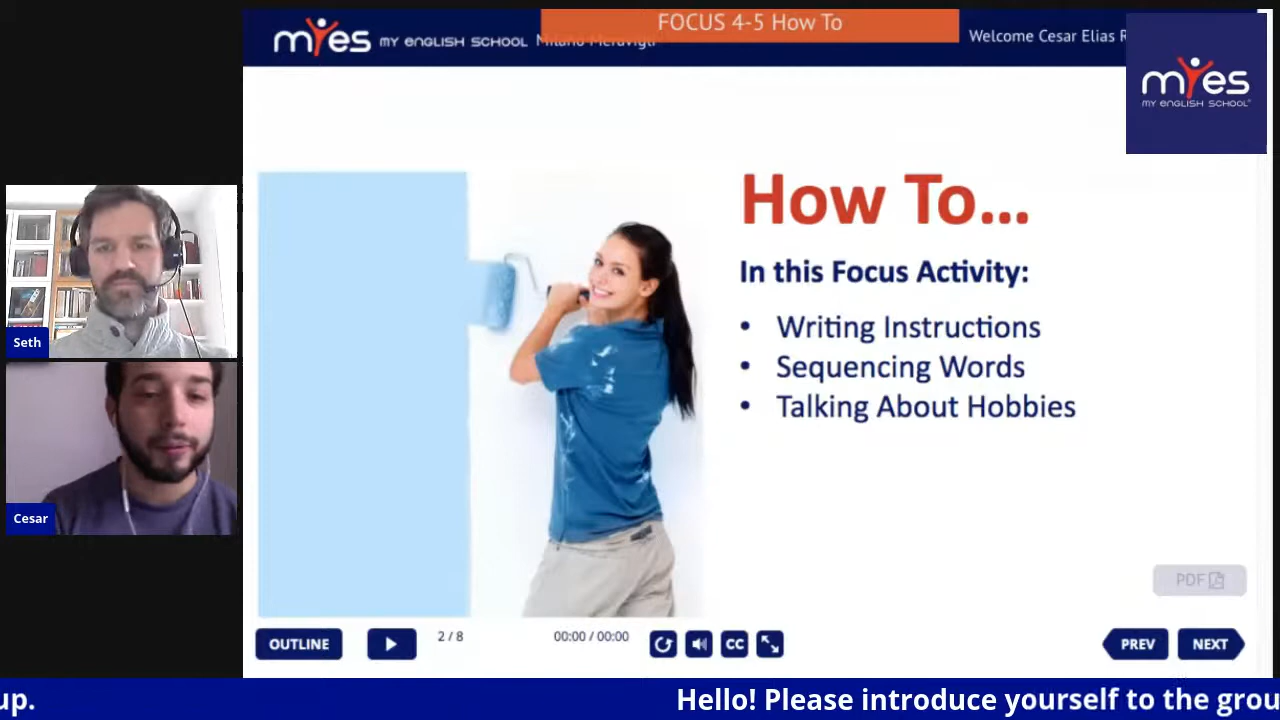 FOCUS 4-5 How To
myes MY ENGLISH SCHOOL Milano Meravigli
Welcome Cesar Elias R
myes
MY ENGLISH SCHOOL
How To...
In this Focus Activity:
• Writing Instructions
• Sequencing Words
• Talking About Hobbies
Seth
Cesar
PDF
OUTLINE
2 / 8
00:00 / 00:00
CC
PREV
NEXT
up.
Hello! Please introduce yourself to the grou